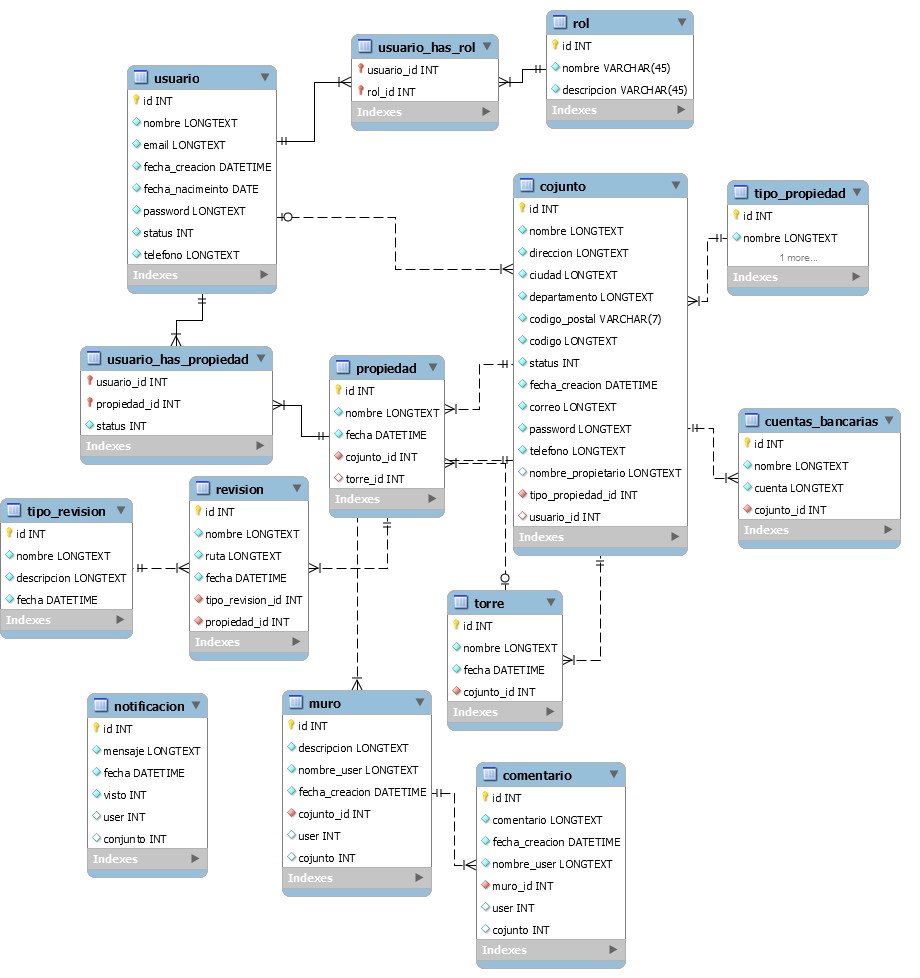 rol
id INT
nombre VARCHAR(45)
descripcion VARCHAR(45)
Indexes
usuario_has_rol
usuario_id INT
rol_id INT
Indexes
usuario
id INT
nombre LONGTEXT
email LONGTEXT
fecha_creacion DATETIME
fecha_nacimeinto DATE
password LONGTEXT
status INT
telefono LONGTEXT
Indexes
cojunto
id INT
nombre LONGTEXT
direccion LONGTEXT
ciudad LONGTEXT
departamento LONGTEXT
codigo_postal VARCHAR(7)
codigo LONGTEXT
status INT
fecha_creacion DATETIME
correo LONGTEXT
password LONGTEXT
telefono LONGTEXT
nombre_propietario LONGTEXT
tipo_propiedad_id INT
usuario_id INT
Indexes
tipo_propiedad
id INT
nombre LONGTEXT
1 more...
Indexes
usuario_has_propiedad
usuario_id INT
propiedad_id INT
status INT
Indexes
propiedad
id INT
nombre LONGTEXT
fecha DATETIME
cojunto_id INT
torre_id INT
Indexes
cuentas_bancarias
id INT
nombre LONGTEXT
cuenta LONGTEXT
cojunto_id INT
Indexes
tipo_revision
id INT
nombre LONGTEXT
descripcion LONGTEXT
fecha DATETIME
Indexes
revision
id INT
nombre LONGTEXT
ruta LONGTEXT
fecha DATETIME
tipo_revision_id INT
propiedad_id INT
Indexes
torre
id INT
nombre LONGTEXT
fecha DATETIME
cojunto_id INT
Indexes
notificacion
id INT
mensaje LONGTEXT
fecha DATETIME
visto INT
user INT
conjunto INT
Indexes
muro
id INT
descripcion LONGTEXT
nombre_user LONGTEXT
fecha_creacion DATETIME
cojunto_id INT
user INT
cojunto INT
Indexes
comentario
id INT
comentario LONGTEXT
fecha_creacion DATETIME
nombre_user LONGTEXT
muro_id INT
user INT
cojunto INT
Indexes